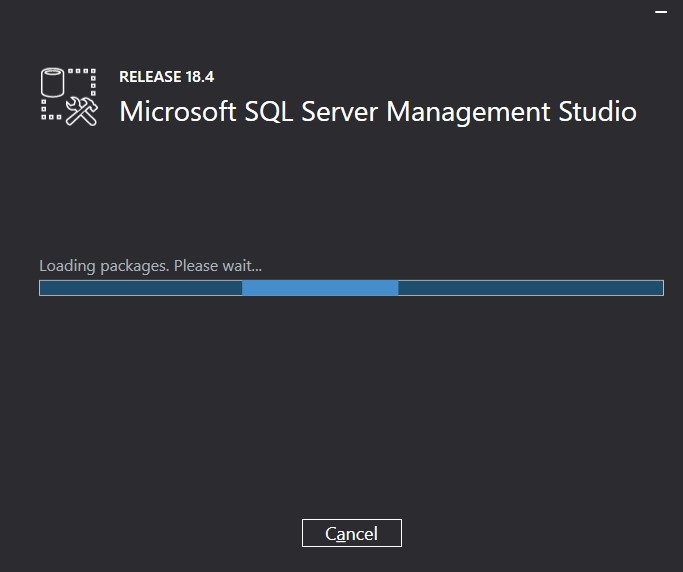 RELEASE 18.4
Microsoft SQL Server Management Studio
Loading packages. Please wait...
Cancel